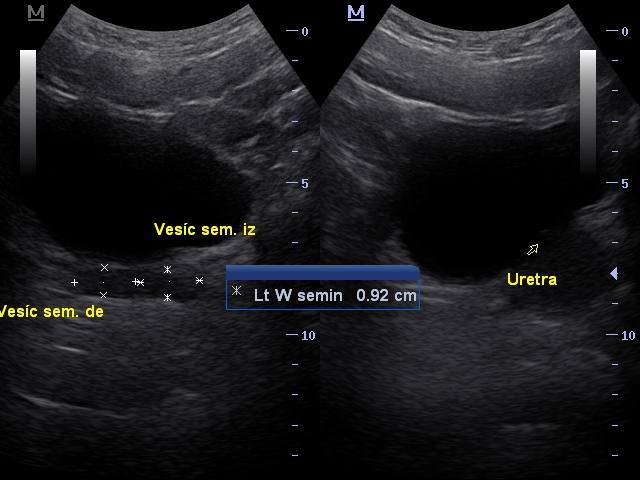 M
M
0
0
5
5
Vesíc sem. iz
Uretra
Lt W semin 0.92 cm
Vesíc sem. de
10
10